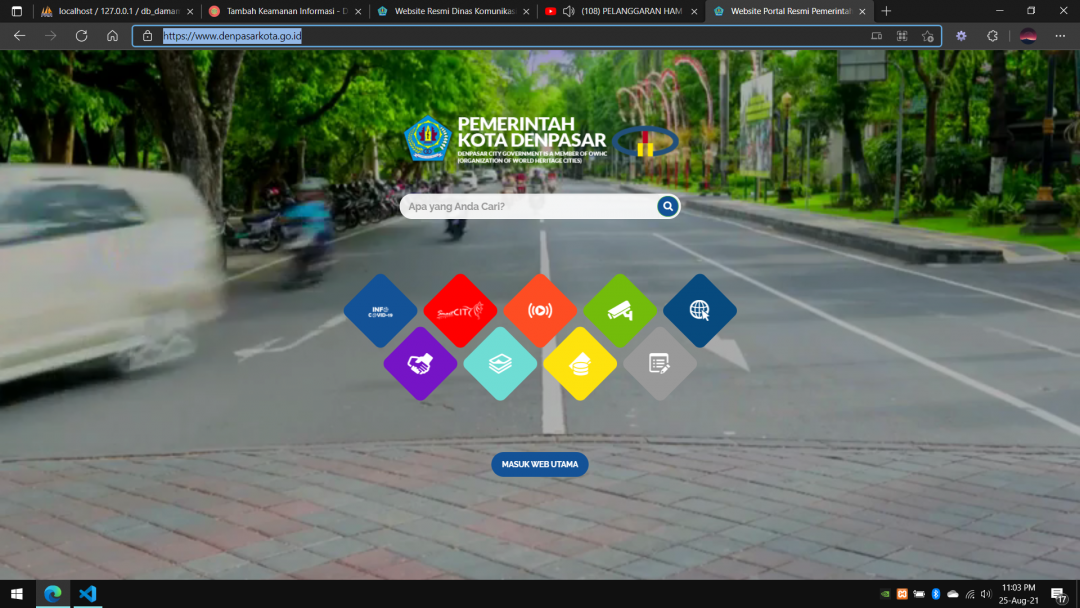 localhost / 127.0.0.1 / db_daman
Tambah Keamanan Informasi - D
Website Resmi Dinas Komunikas
(108) PELANGGARAN HAM
Website Portal Resmi Pemerintah
https://www.denpasarkota.go.id
PEMERINTAH
KOTA DENPASAR
DENPASAR CITY GOVERNMENT IS A MEMBER OF OWHC
(ORGANIZATION OF WORLD HERITAGE CITIES)
Apa yang Anda Cari?
INFO
COVID-19
SmartCITY
MASUK WEB UTAMA
11:03 PM
25-Aug-21
17